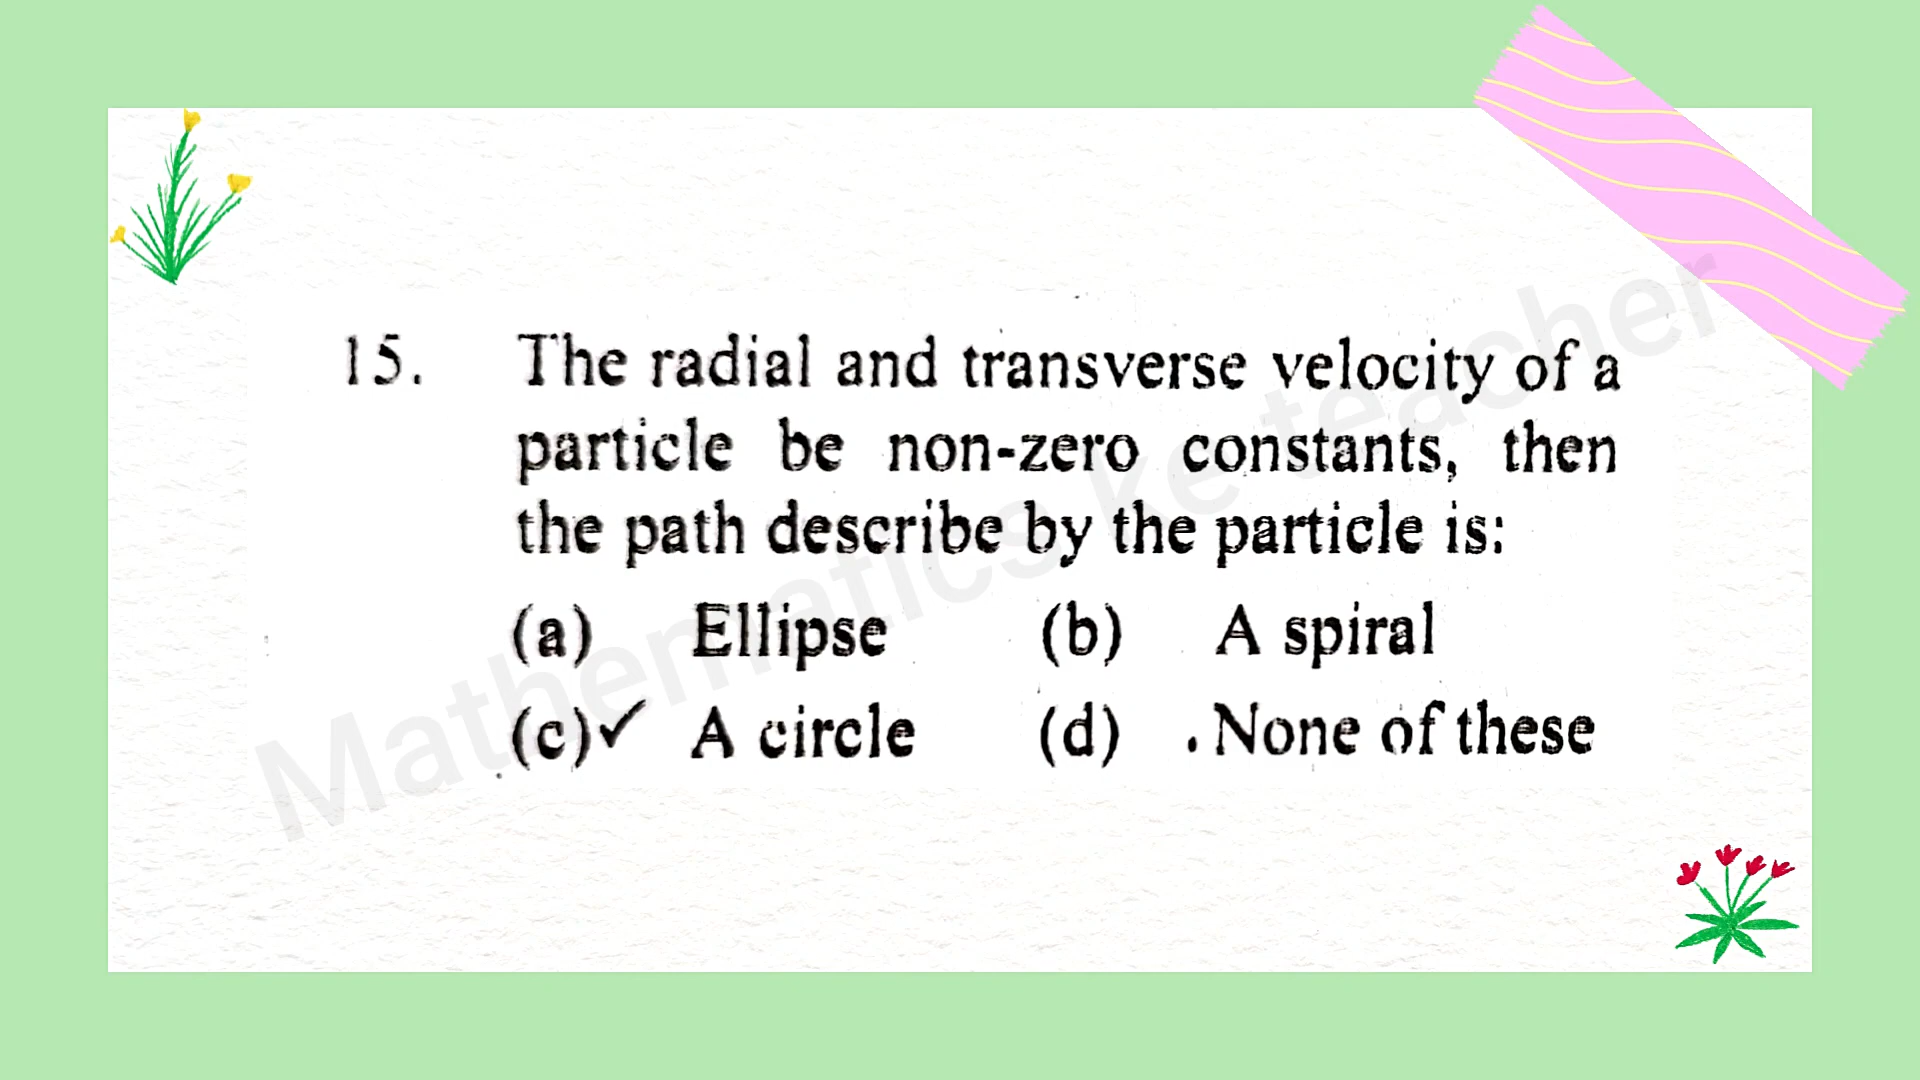 15. The radial and transverse velocity of a
particle be non-zero constants, then
the path describe by the particle is:
(a) Ellipse (b) A spiral
(c)✓ A circle (d) . None of these
Mathematics ke teacher